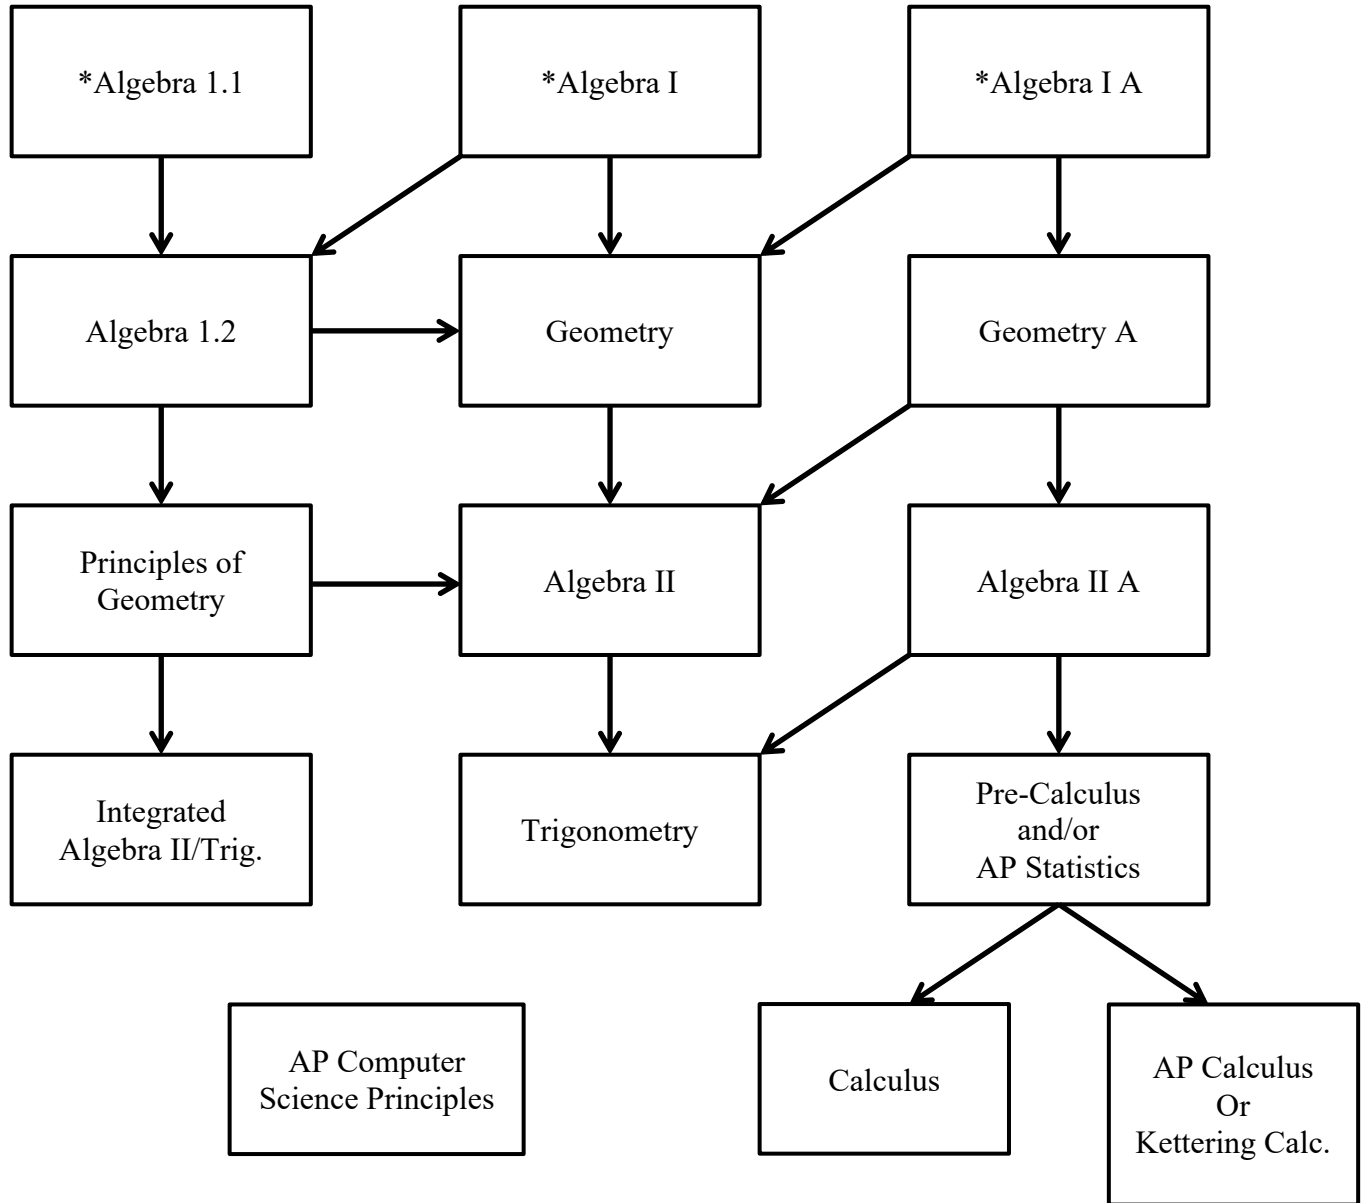 *Algebra 1.1
*Algebra I
*Algebra I A
Algebra 1.2
Geometry
Geometry A
Principles of
Geometry
Algebra II
Algebra II A
Integrated
Algebra II/Trig.
Trigonometry
Pre-Calculus
and/or
AP Statistics
AP Computer
Science Principles
Calculus
AP Calculus
Or
Kettering Calc.